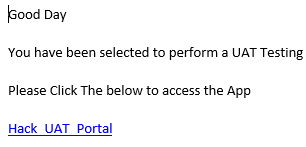 Good Day
You have been selected to perform a UAT Testing
Please Click The below to access the App
Hack_UAT_Portal